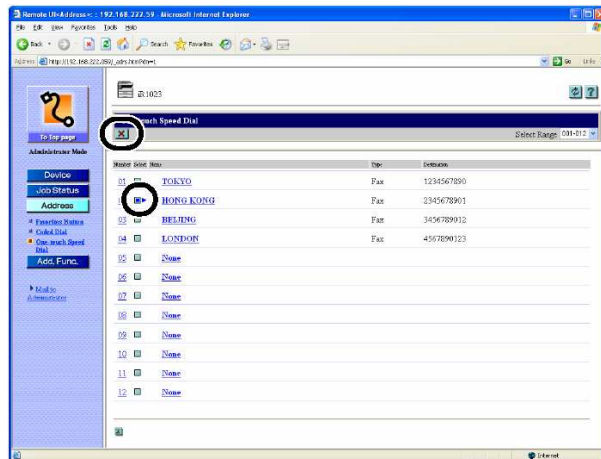 Remote UI<Address> : 192.168.222.59 - Microsoft Internet Explorer
File Edit View Favorites Tools Help
Back Search Favorites
Address Go Links
iR1023
To Top page
Administrator Mode
Device
Job Status
Address
Favorites Button
Coded Dial
One-touch Speed
Dial
Add. Func.
Mail to
Administrator
Speed Dial
Select Range 001-012
Number Select Name Type Destination
01 TOKYO Fax 1234567890
HONG KONG Fax 2345678901
03 BEIJING Fax 3456789012
04 LONDON Fax 4567890123
05 None
06 None
07 None
08 None
09 None
10 None
11 None
12 None
Internet